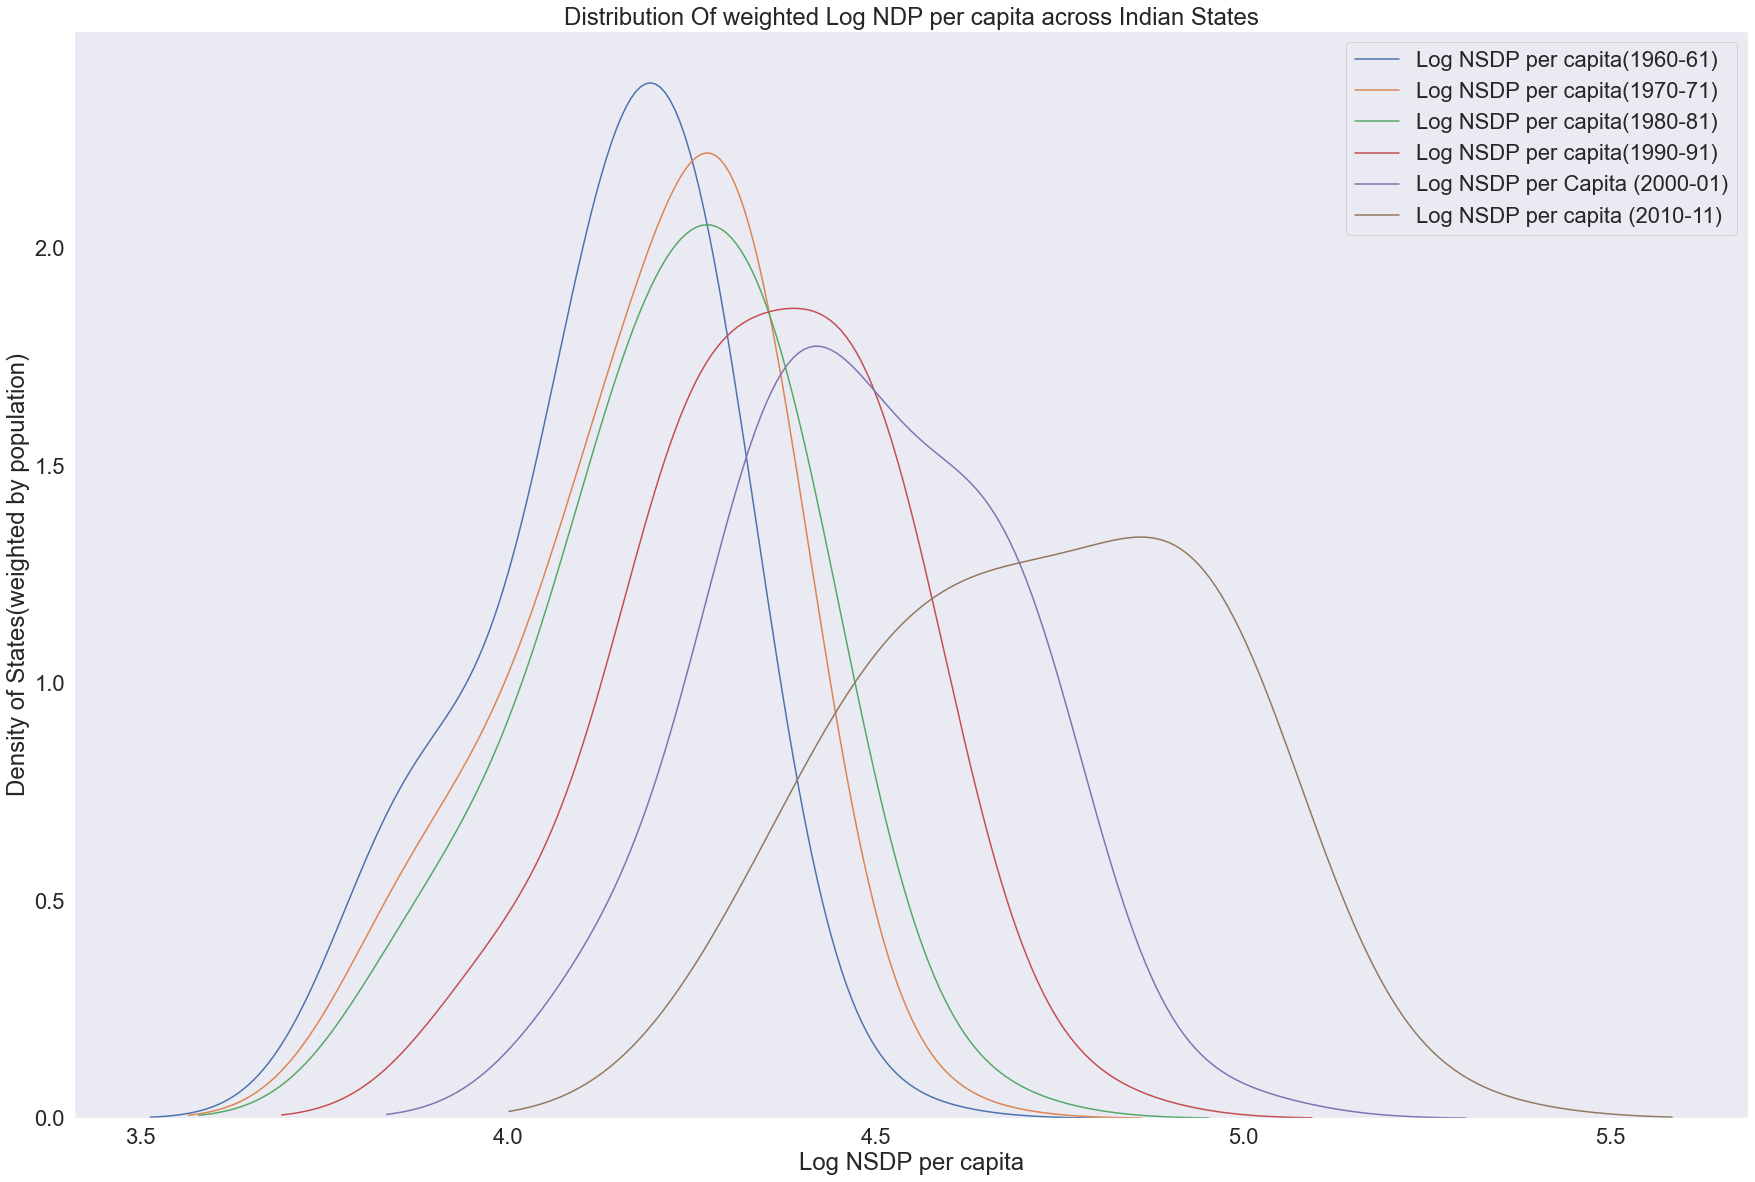 Distribution Of weighted Log NDP per capita across Indian States
Log NSDP per capita(1960-61)
Log NSDP per capita(1970-71)
Log NSDP per capita(1980-81)
Log NSDP per capita(1990-91)
Log NSDP per Capita (2000-01)
Log NSDP per capita (2010-11)
Density of States(weighted by population)
2.0
1.5
1.0
0.5
0.0
3.5 4.0 4.5 5.0 5.5
Log NSDP per capita